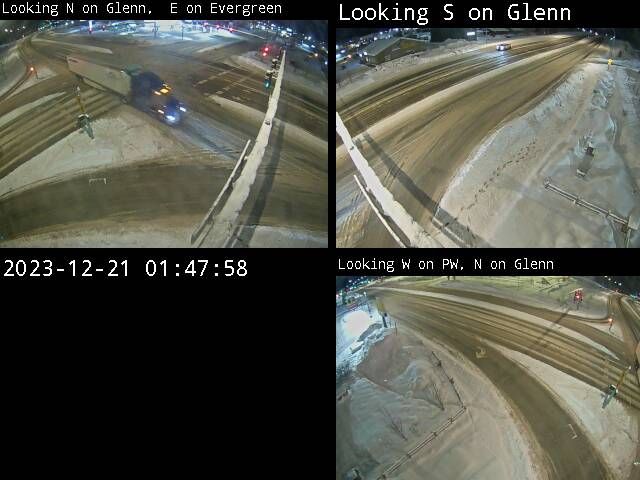 Looking N on Glenn, E on Evergreen
Looking S on Glenn
2023-12-21 01:47:58
Looking W on PW, N on Glenn